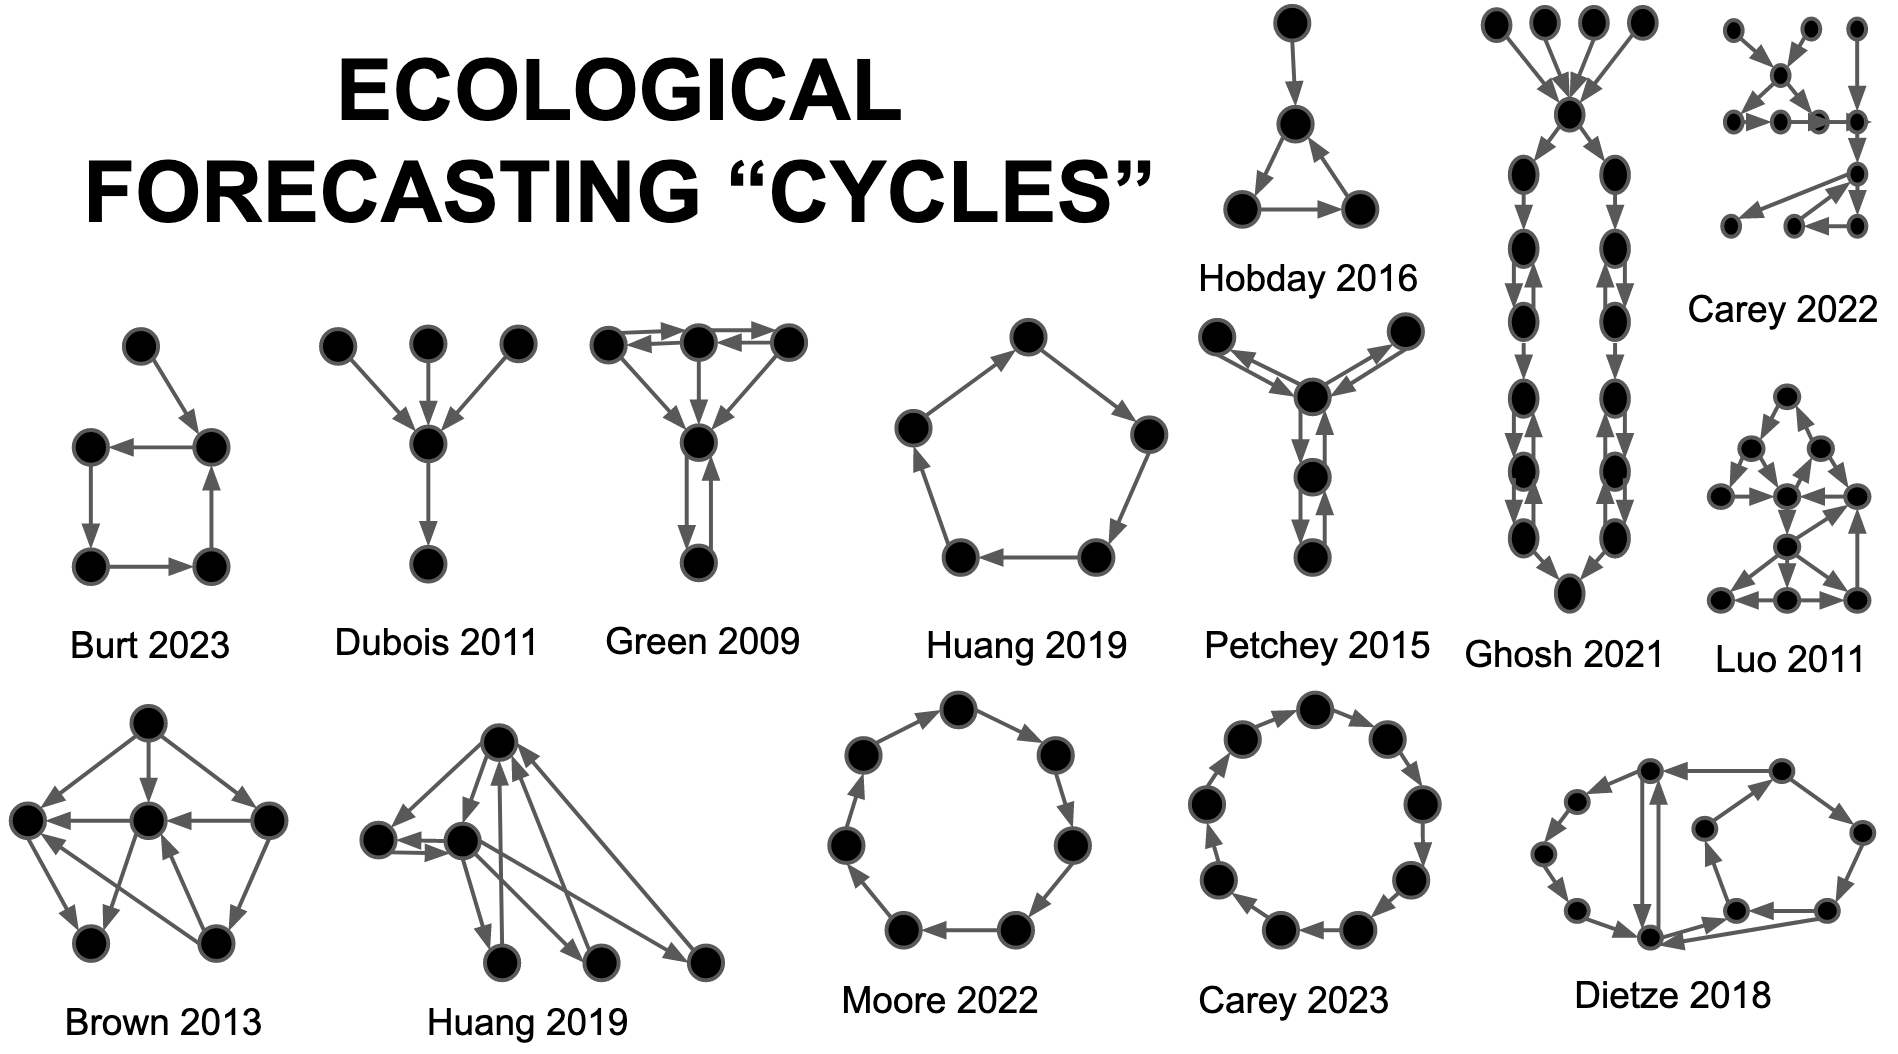 ECOLOGICAL
FORECASTING “CYCLES”
Hobday 2016
Carey 2022
Burt 2023
Dubois 2011
Green 2009
Huang 2019
Petchey 2015
Ghosh 2021
Luo 2011
Brown 2013
Huang 2019
Moore 2022
Carey 2023
Dietze 2018